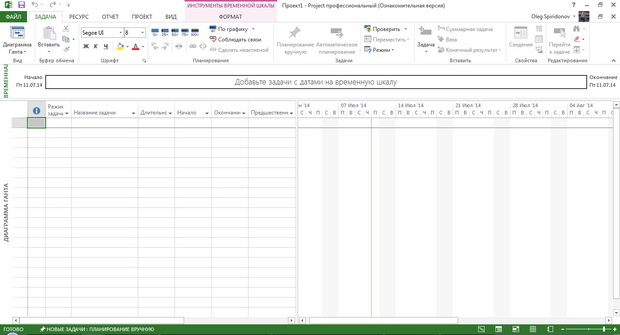 ИНСТРУМЕНТЫ ВРЕМЕННОЙ ШКАЛЫ
Проект1 - Project профессиональный (Ознакомительная версия)
ФАЙЛ ЗАДАЧА РЕСУРС ОТЧЕТ ПРОЕКТ ВИД ФОРМАТ
Oleg Spiridonov
Диаграмма Ганта
Вид
Вставить
Буфер обмена
Segoe UI 8
Ж К Ч
Шрифт
По графику
Соблюдать связи
Сделать неактивной
Планирование
Планирование вручную
Автоматическое планирование
Проверить
Переместить
Режим
Задачи
Задача
Суммарная задача
Веха
Конечный результат
Вставить
Сведения
Свойства
Перейти к задаче
Редактирование
ВРЕМЕННАЯ
Начало
Пт 11.07.14
Добавьте задачи с датами на временную шкалу
Окончание
Пт 11.07.14
Режим задачи
Название задачи
Длительнос
Начало
Окончание
Предшественн
07 Июл '14 14 Июл '14 21 Июл '14 28 Июл '14 04 Авг '14
С Ч П С В П В С Ч П С В П В С Ч П С В П В С Ч П С В П В С Ч П С В П В С
ДИАГРАММА ГАНТА
ГОТОВО
НОВЫЕ ЗАДАЧИ : ПЛАНИРОВАНИЕ ВРУЧНУЮ